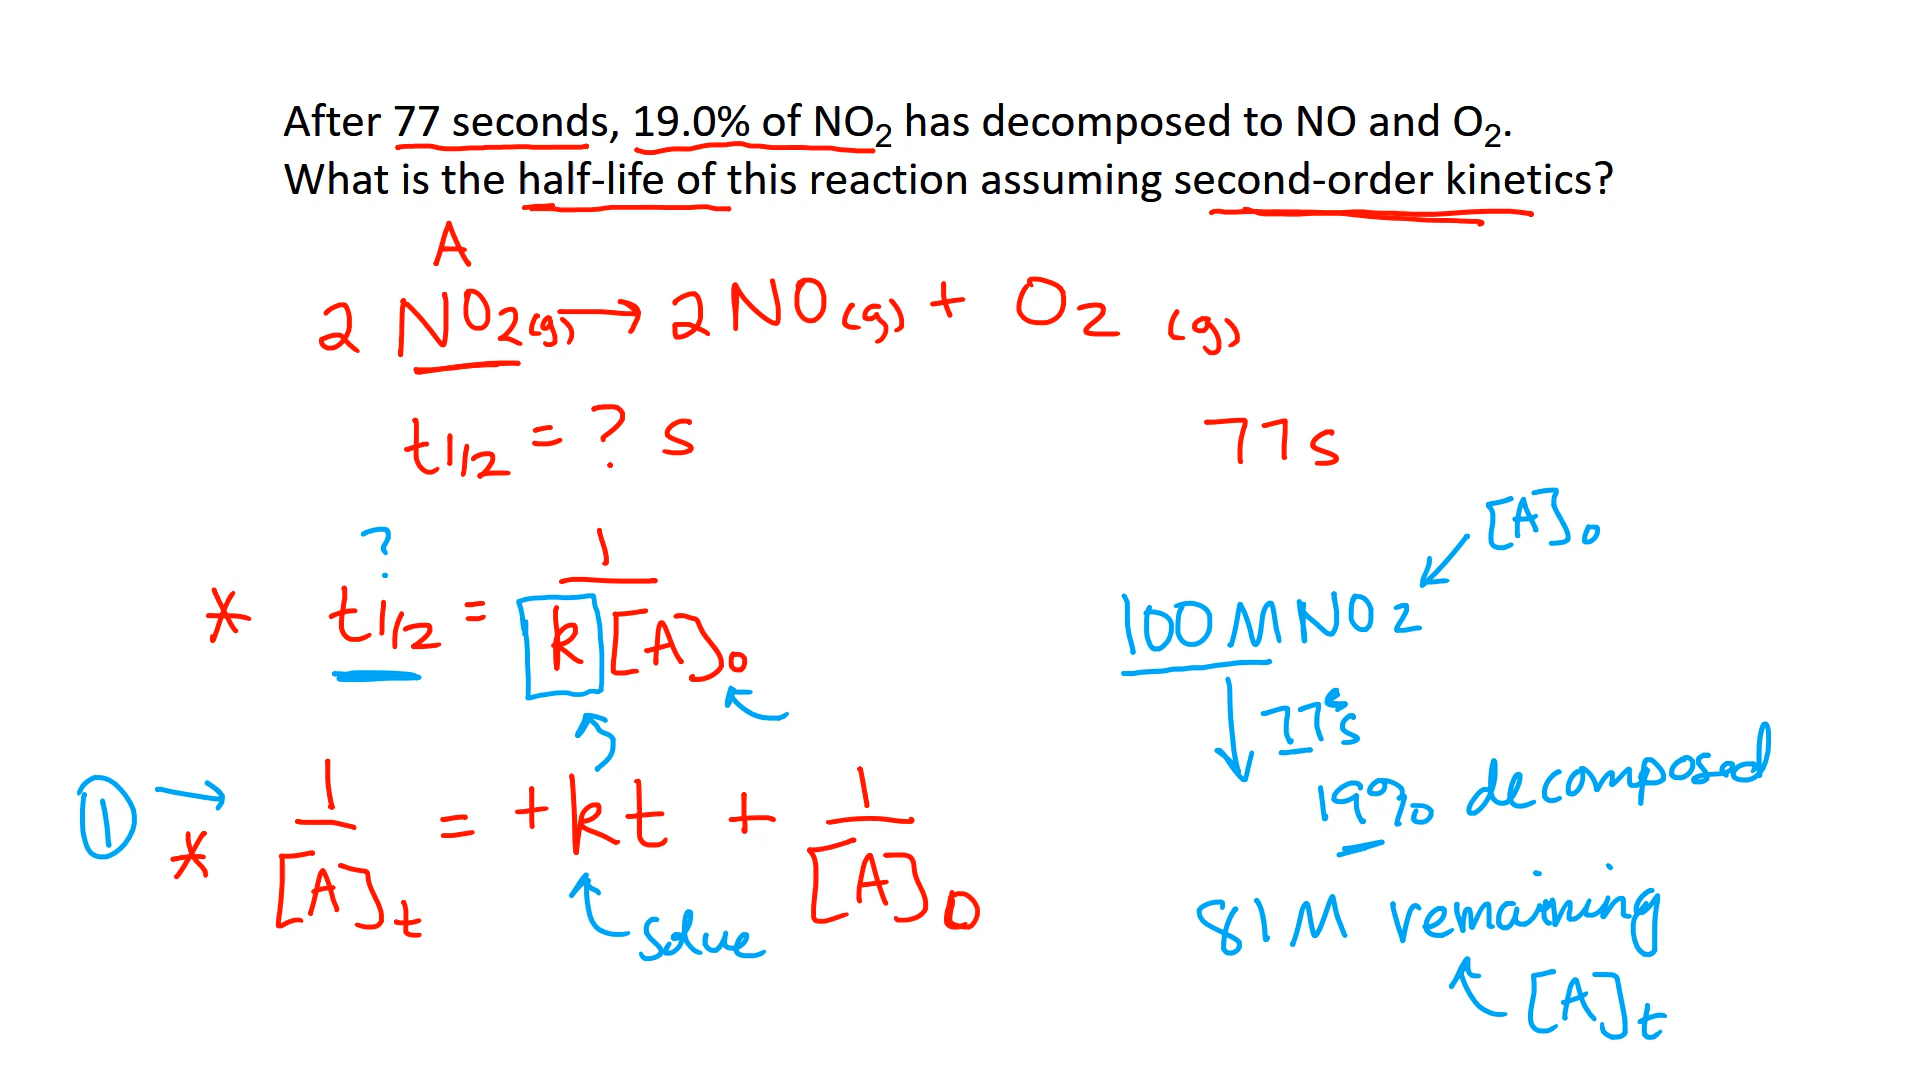 After 77 seconds, 19.0% of NO₂ has decomposed to NO and O₂.
What is the half-life of this reaction assuming second-order kinetics?
A
2 NO₂(g) → 2 NO(g) + O₂ (g)
t1/2 = ? s
77 s
?
* t1/2 = 1 / k [A]₀
① → * 1 / [A]t = + k t + 1 / [A]₀
solve
[A]₀
100 M NO₂
77 s
19% decomposed
81 M remaining
[A]t